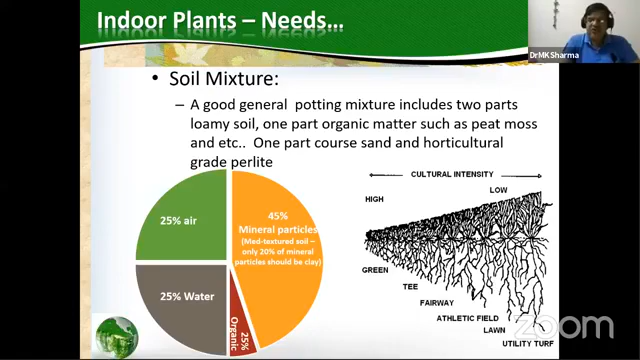 Indoor Plants – Needs...
DrMKSharma
• Soil Mixture:
– A good general potting mixture includes two parts
loamy soil, one part organic matter such as peat moss
and etc.. One part course sand and horticultural
grade perlite
25% air
45%
Mineral particles
(Med-textured soil –
only 20% of mineral
particles should be clay)
25% Water
25%
Organic
CULTURAL INTENSITY
LOW
HIGH
GREEN
TEE
FAIRWAY
ATHLETIC FIELD
LAWN
UTILITY TURF
zoom